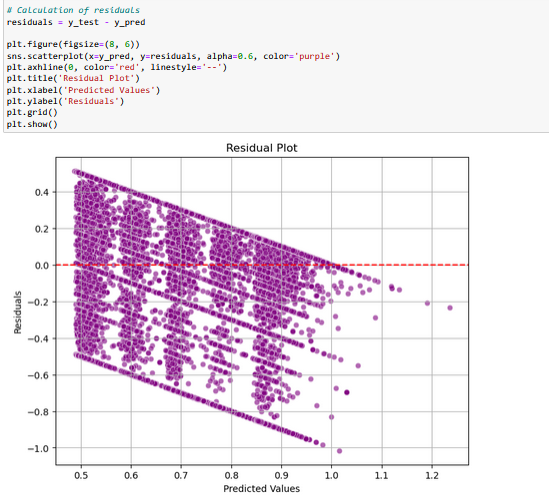 # Calculation of residuals
residuals = y_test - y_pred
plt.figure(figsize=(8, 6))
sns.scatterplot(x=y_pred, y=residuals, alpha=0.6, color='purple')
plt.axhline(0, color='red', linestyle='--')
plt.title('Residual Plot')
plt.xlabel('Predicted Values')
plt.ylabel('Residuals')
plt.grid()
plt.show()
Residual Plot
0.4
0.2
0.0
−0.2
−0.4
−0.6
−0.8
−1.0
Residuals
0.5 0.6 0.7 0.8 0.9 1.0 1.1 1.2
Predicted Values